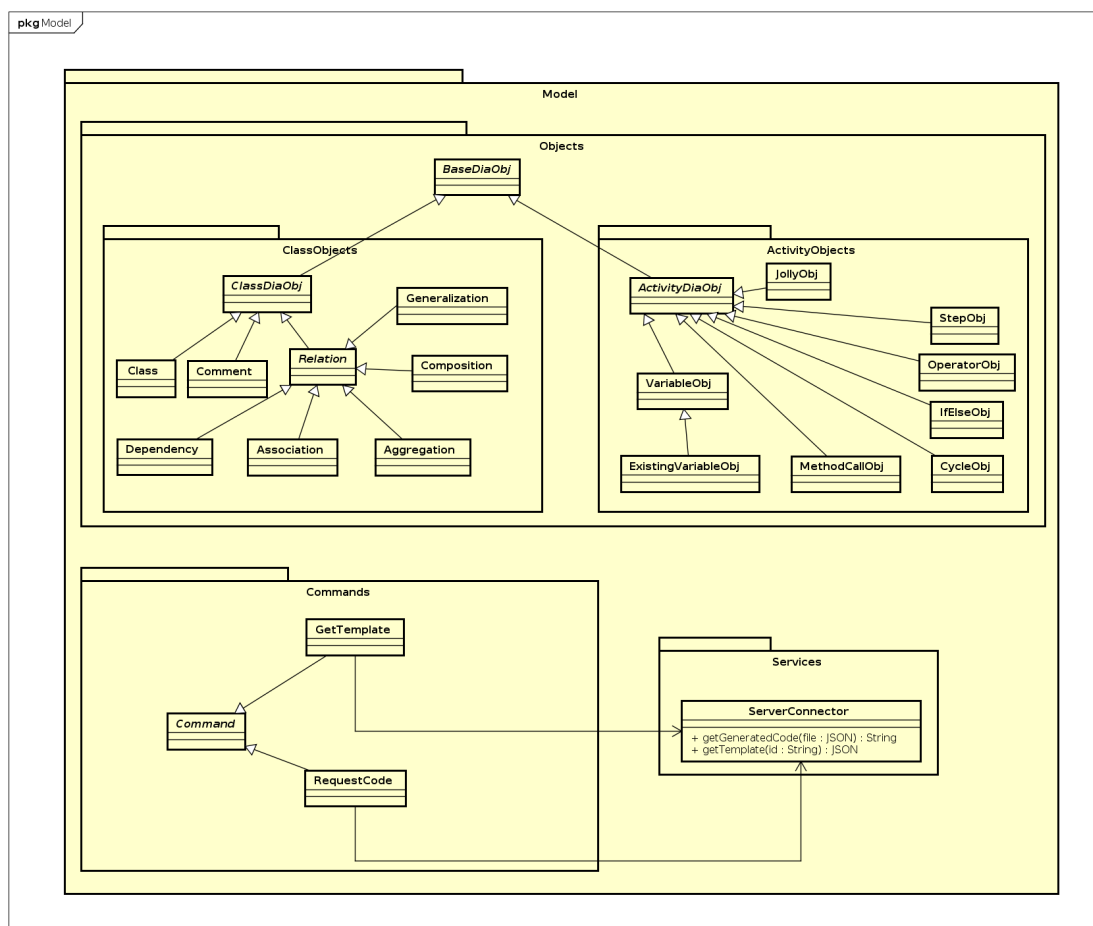 pkg Model
Model
Objects
BaseDiaObj
ClassObjects
ActivityObjects
ClassDiaObj
ActivityDiaObj
JollyObj
Generalization
StepObj
Relation
Class
Comment
Composition
OperatorObj
VariableObj
IfElseObj
Dependency
Association
Aggregation
ExistingVariableObj
MethodCallObj
CycleObj
Commands
GetTemplate
Services
Command
ServerConnector
+ getGeneratedCode(file : JSON) : String
+ getTemplate(id : String) : JSON
RequestCode